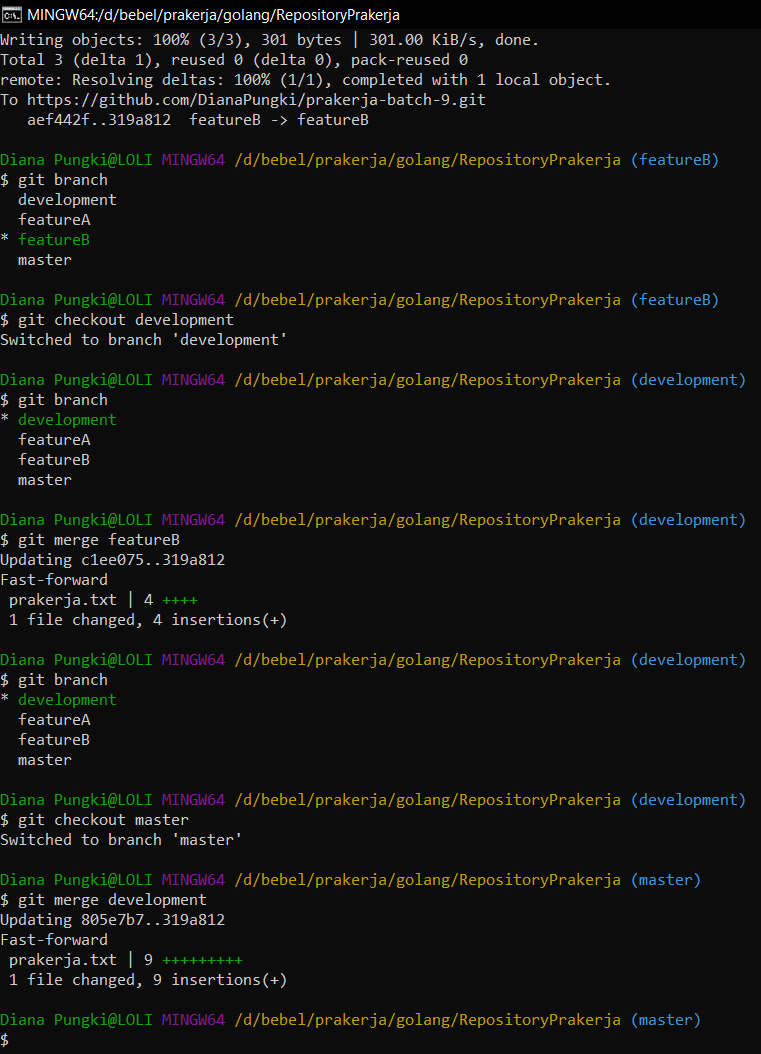 MINGW64:/d/bebel/prakerja/golang/RepositoryPrakerja
Writing objects: 100% (3/3), 301 bytes | 301.00 KiB/s, done.
Total 3 (delta 1), reused 0 (delta 0), pack-reused 0
remote: Resolving deltas: 100% (1/1), completed with 1 local object.
To https://github.com/DianaPungki/prakerja-batch-9.git
   aef442f..319a812  featureB -> featureB

Diana Pungki@LOLI MINGW64 /d/bebel/prakerja/golang/RepositoryPrakerja (featureB)
$ git branch
  development
  featureA
* featureB
  master

Diana Pungki@LOLI MINGW64 /d/bebel/prakerja/golang/RepositoryPrakerja (featureB)
$ git checkout development
Switched to branch 'development'

Diana Pungki@LOLI MINGW64 /d/bebel/prakerja/golang/RepositoryPrakerja (development)
$ git branch
* development
  featureA
  featureB
  master

Diana Pungki@LOLI MINGW64 /d/bebel/prakerja/golang/RepositoryPrakerja (development)
$ git merge featureB
Updating c1ee075..319a812
Fast-forward
 prakerja.txt | 4 ++++
 1 file changed, 4 insertions(+)

Diana Pungki@LOLI MINGW64 /d/bebel/prakerja/golang/RepositoryPrakerja (development)
$ git branch
* development
  featureA
  featureB
  master

Diana Pungki@LOLI MINGW64 /d/bebel/prakerja/golang/RepositoryPrakerja (development)
$ git checkout master
Switched to branch 'master'

Diana Pungki@LOLI MINGW64 /d/bebel/prakerja/golang/RepositoryPrakerja (master)
$ git merge development
Updating 805e7b7..319a812
Fast-forward
 prakerja.txt | 9 +++++++++
 1 file changed, 9 insertions(+)

Diana Pungki@LOLI MINGW64 /d/bebel/prakerja/golang/RepositoryPrakerja (master)
$